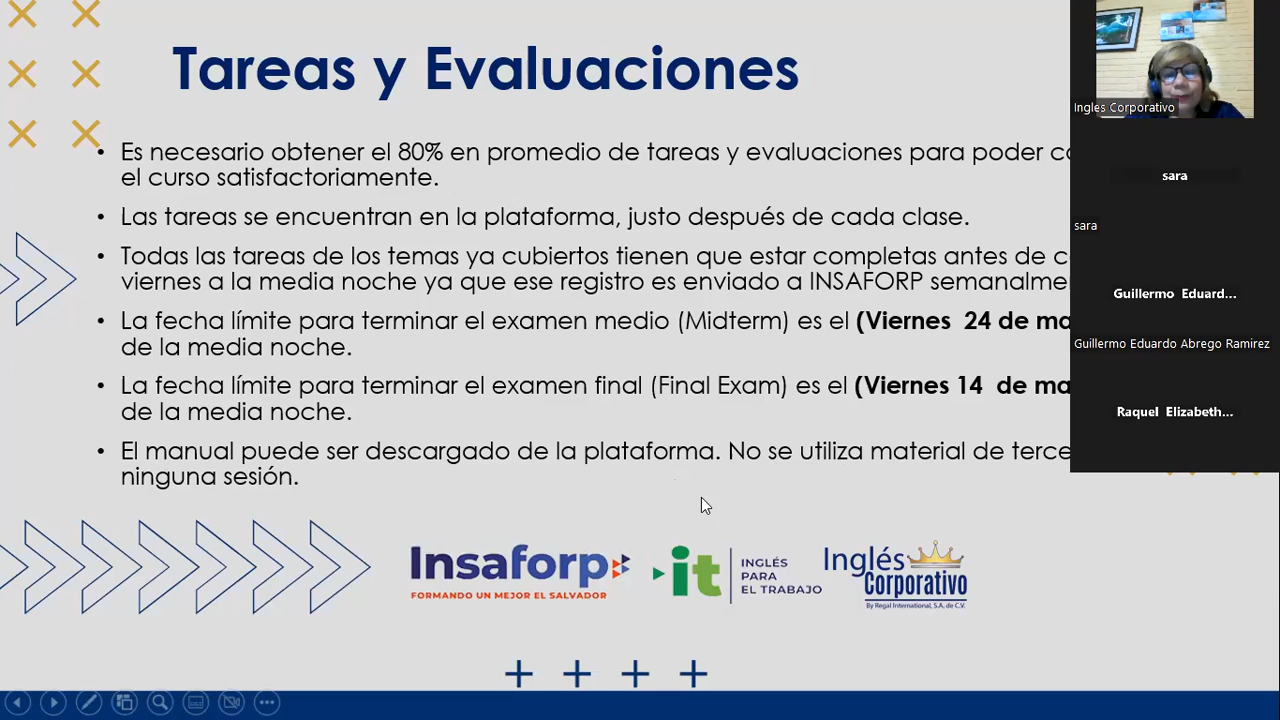 Tareas y Evaluaciones
• Es necesario obtener el 80% en promedio de tareas y evaluaciones para poder
el curso satisfactoriamente.
• Las tareas se encuentran en la plataforma, justo después de cada clase.
• Todas las tareas de los temas ya cubiertos tienen que estar completas antes de
viernes a la media noche ya que ese registro es enviado a INSAFORP
• La fecha límite para terminar el examen medio (Midterm) es el (Viernes 24 de
de la media noche.
• La fecha límite para terminar el examen final (Final Exam) es el (Viernes 14 de
de la media noche.
• El manual puede ser descargado de la plataforma. No se utiliza material de
ninguna sesión.
Insaforp
FORMANDO UN MEJOR EL SALVADOR
it
INGLÉS
PARA
EL TRABAJO
Inglés
Corporativo
By Regal International, S.A. de C.V.
Ingles Corporativo
sara
sara
Guillermo Eduard...
Guillermo Eduardo Abrego Ramirez
Raquel Elizabeth...